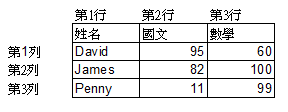 第1行 第2行 第3行
姓名 國文 數學
第1列 David 95 60
第2列 James 82 100
第3列 Penny 11 99